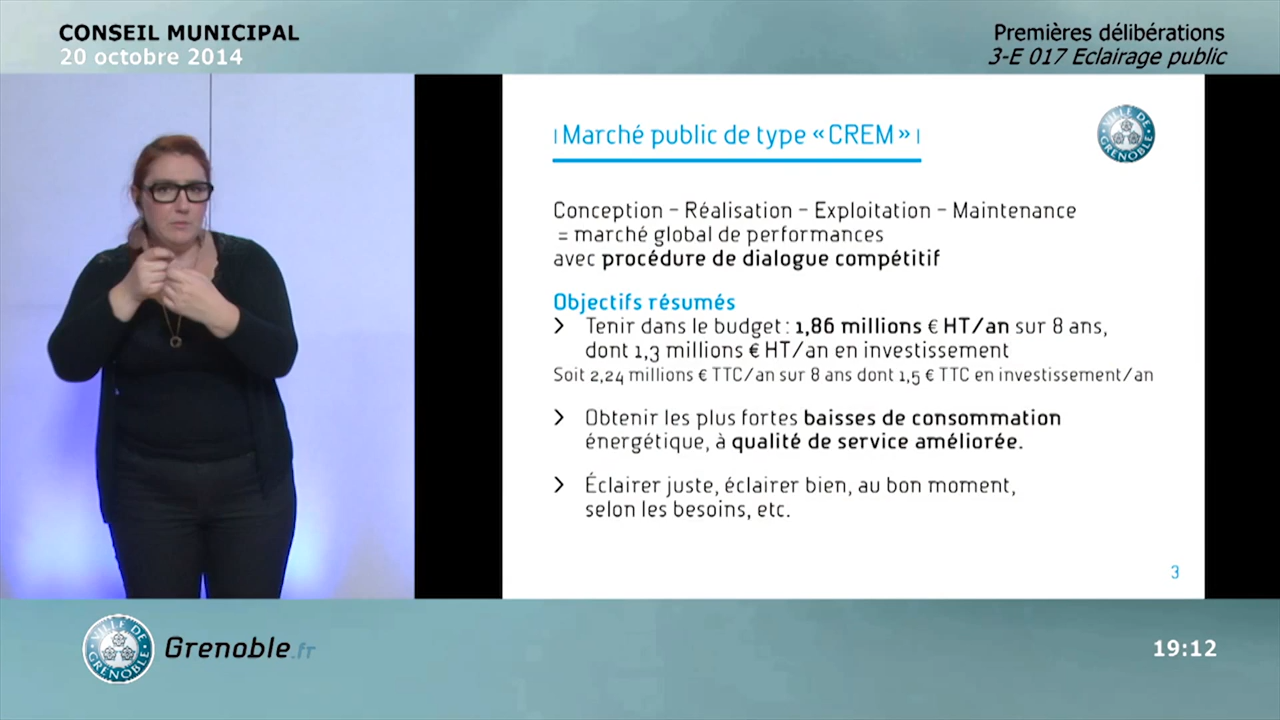 CONSEIL MUNICIPAL
20 octobre 2014
Premières délibérations
3-E 017 Eclairage public
Marché public de type « CREM »
VILLE DE GRENOBLE
Conception – Réalisation – Exploitation – Maintenance
= marché global de performances
avec procédure de dialogue compétitif
Objectifs résumés
> Tenir dans le budget : 1,86 millions € HT/an sur 8 ans,
dont 1,3 millions € HT/an en investissement
Soit 2,24 millions € TTC/an sur 8 ans dont 1,5 € TTC en investissement/an
> Obtenir les plus fortes baisses de consommation
énergétique, à qualité de service améliorée.
> Éclairer juste, éclairer bien, au bon moment,
selon les besoins, etc.
3
VILLE DE GRENOBLE
Grenoble.fr
19:12